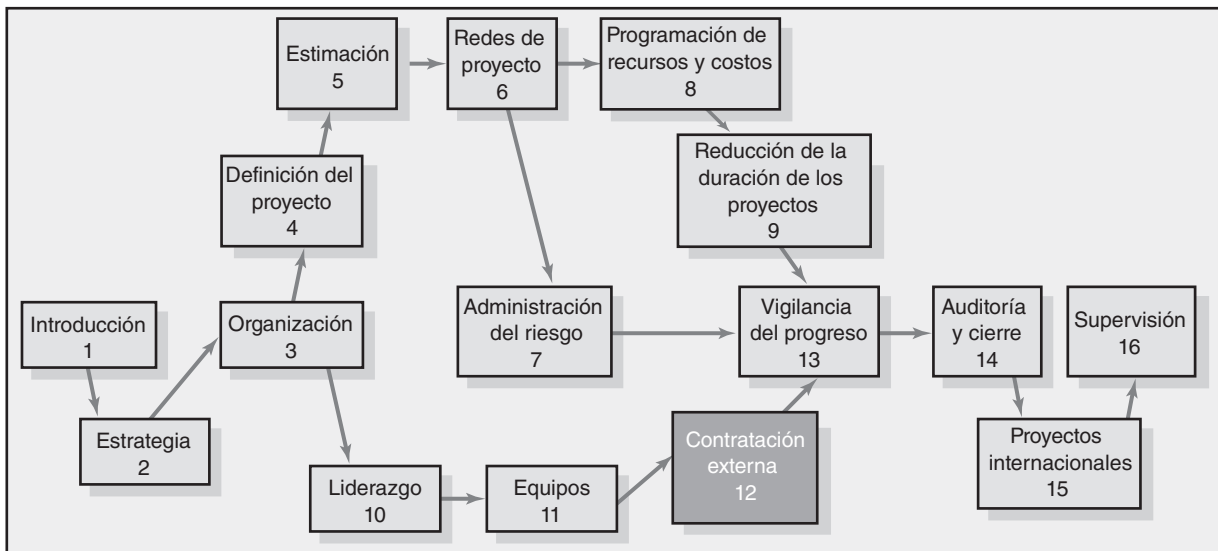 Estimación
5
Redes de
proyecto
6
Programación de
recursos y costos
8
Reducción de la
duración de los
proyectos
9
Definición del
proyecto
4
Introducción
1
Organización
3
Administración
del riesgo
7
Vigilancia
del progreso
13
Auditoría
y cierre
14
Supervisión
16
Estrategia
2
Liderazgo
10
Equipos
11
Contratación
externa
12
Proyectos
internacionales
15